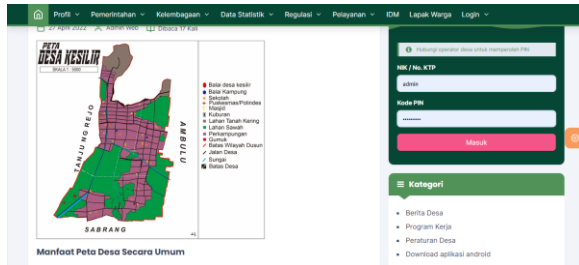 Profil Pemerintahan Kelembagaan Data Statistik Regulasi Pelayanan IDM Lapak Warga Login
27 April 2022 Admin Web Dibaca 17 Kali
PETA
DESA KESILIR
SKALA 1 : 5000
TANJUNG REJO
AMBULU
SABRANG
Balai desa kesilir
Balai Kampung
Sekolah
Puskesmas/Polindes
Masjid
Kuburan
Lahan Tanah Kering
Lahan Sawah
Perkampungan
Gumuk
Batas Wilayah Dusun
Jalan Desa
Sungai
Batas Desa
Manfaat Peta Desa Secara Umum
Hubungi operator desa untuk memperoleh PIN
NIK / No. KTP
admin
Kode PIN
Masuk
Kategori
Berita Desa
Program Kerja
Peraturan Desa
Download aplikasi android